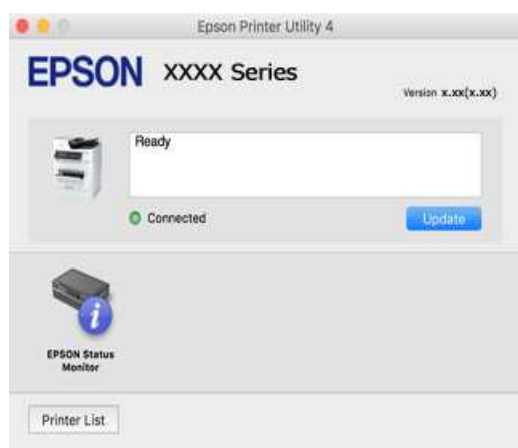 Epson Printer Utility 4
EPSON XXXX Series
Version x.xx(x.xx)
Ready
Connected
Update
EPSON Status
Monitor
Printer List